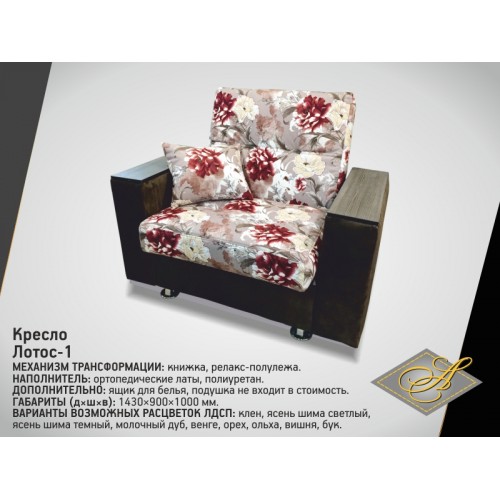 Кресло
Лотос-1
МЕХАНИЗМ ТРАНСФОРМАЦИИ: книжка, релакс-полулежа.
НАПОЛНИТЕЛЬ: ортопедические латы, полиуретан.
ДОПОЛНИТЕЛЬНО: ящик для белья, подушка не входит в стоимость.
ГАБАРИТЫ (д×ш×в): 1430×900×1000 мм.
ВАРИАНТЫ ВОЗМОЖНЫХ РАСЦВЕТОК ЛДСП: клен, ясень шима светлый,
ясень шима темный, молочный дуб, венге, орех, ольха, вишня, бук.
А